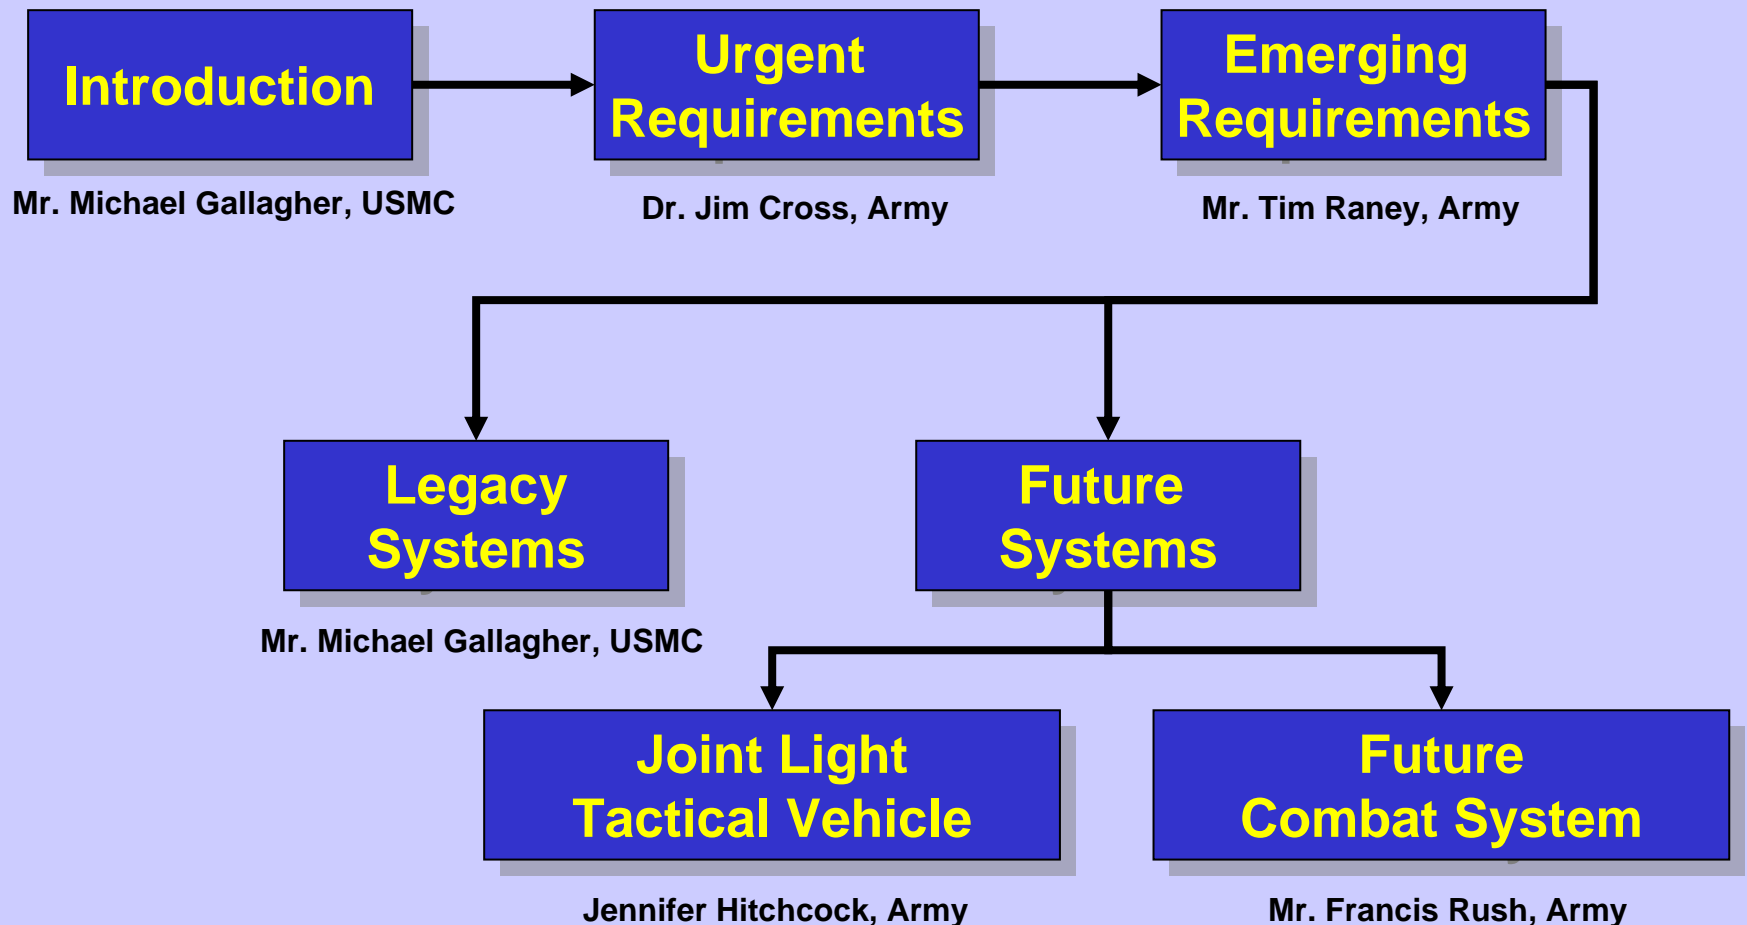 Introduction
Mr. Michael Gallagher, USMC
Urgent
Requirements
Dr. Jim Cross, Army
Emerging
Requirements
Mr. Tim Raney, Army
Legacy
Systems
Mr. Michael Gallagher, USMC
Future
Systems
Joint Light
Tactical Vehicle
Jennifer Hitchcock, Army
Future
Combat System
Mr. Francis Rush, Army